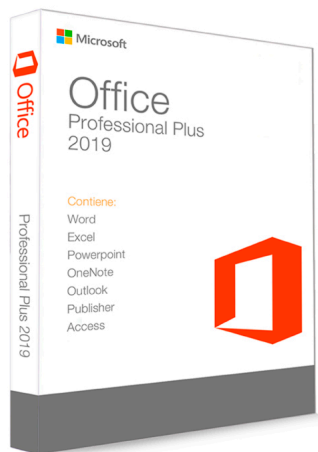 Microsoft
Office
Professional Plus
2019
Contiene:
Word
Excel
Powerpoint
OneNote
Outlook
Publisher
Access
Office
Professional Plus 2019